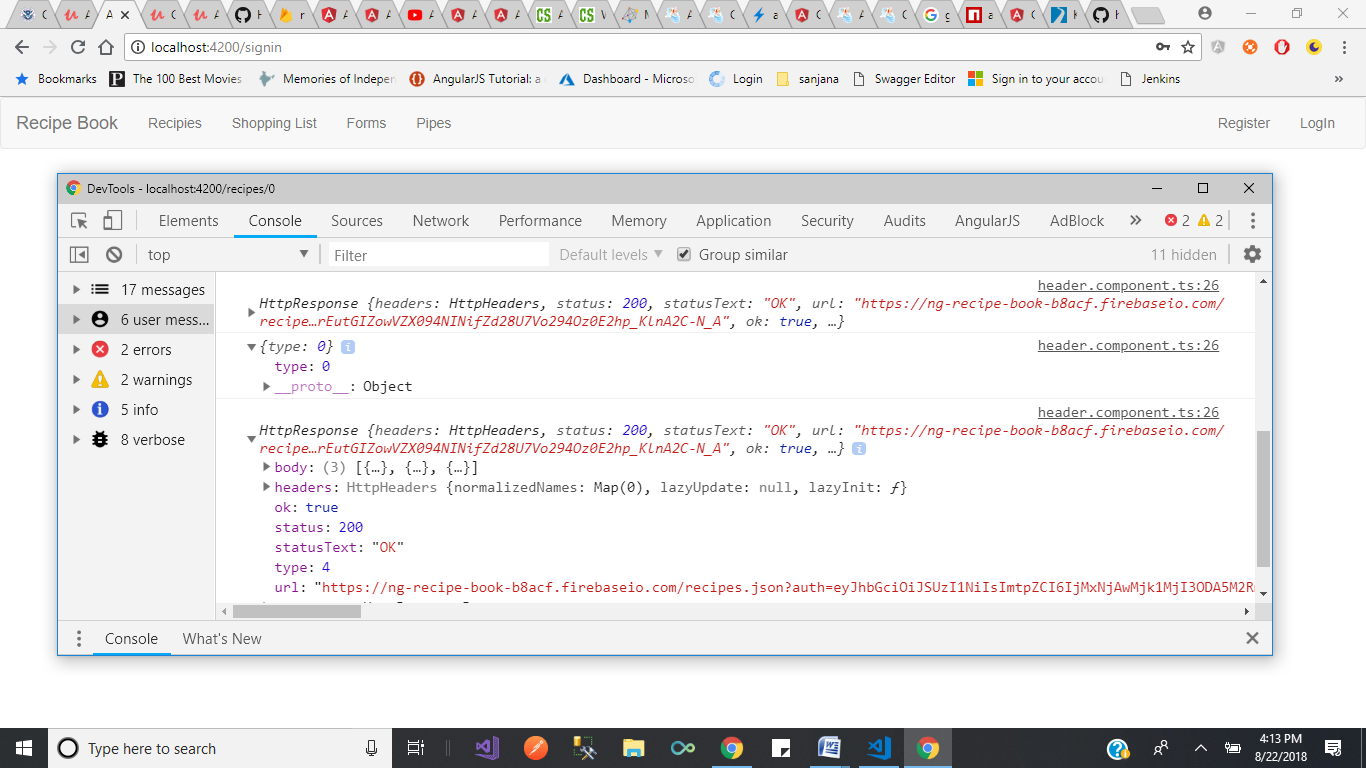 localhost:4200/signin
Bookmarks The 100 Best Movies Memories of Indepen AngularJS Tutorial: a Dashboard - Microso Login sanjana Swagger Editor Sign in to your accou Jenkins »
Recipe Book Recipies Shopping List Forms Pipes Register LogIn
DevTools - localhost:4200/recipes/0
Elements Console Sources Network Performance Memory Application Security Audits AngularJS AdBlock » 2 2
top Filter Default levels Group similar 11 hidden
17 messages
6 user mess...
2 errors
2 warnings
5 info
8 verbose
header.component.ts:26
HttpResponse {headers: HttpHeaders, status: 200, statusText: "OK", url: "https://ng-recipe-book-b8acf.firebaseio.com/
recipe…rEutGIZowVZX094NINifZd28U7Vo294Oz0E2hp_KlnA2C-N_A", ok: true, …}
{type: 0} i header.component.ts:26
type: 0
__proto__: Object
header.component.ts:26
HttpResponse {headers: HttpHeaders, status: 200, statusText: "OK", url: "https://ng-recipe-book-b8acf.firebaseio.com/
recipe…rEutGIZowVZX094NINifZd28U7Vo294Oz0E2hp_KlnA2C-N_A", ok: true, …} i
body: (3) [{…}, {…}, {…}]
headers: HttpHeaders {normalizedNames: Map(0), lazyUpdate: null, lazyInit: ƒ}
ok: true
status: 200
statusText: "OK"
type: 4
url: "https://ng-recipe-book-b8acf.firebaseio.com/recipes.json?auth=eyJhbGciOiJSUzI1NiIsImtpZCI6IjMxNjAwMjk1MjI3ODA5M2R
Console What's New
Type here to search
4:13 PM
8/22/2018